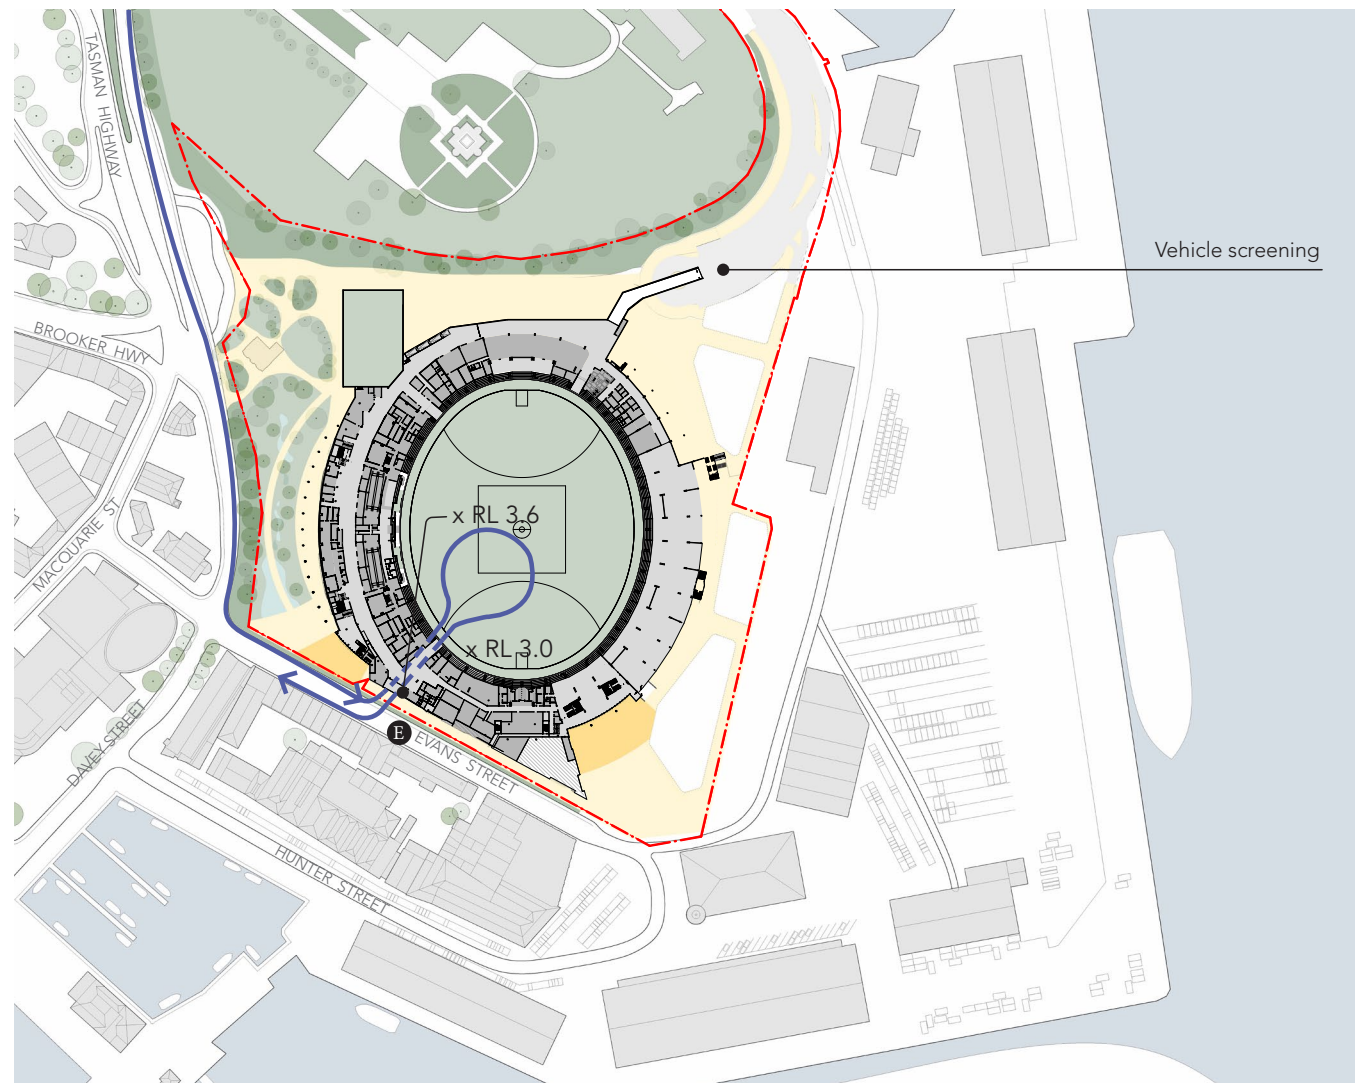 TASMAN HIGHWAY
Vehicle screening
BROOKER HWY
x RL 3.6
MACQUARIE ST
x RL 3.0
DAVEY STREET
E
EVANS STREET
HUNTER STREET